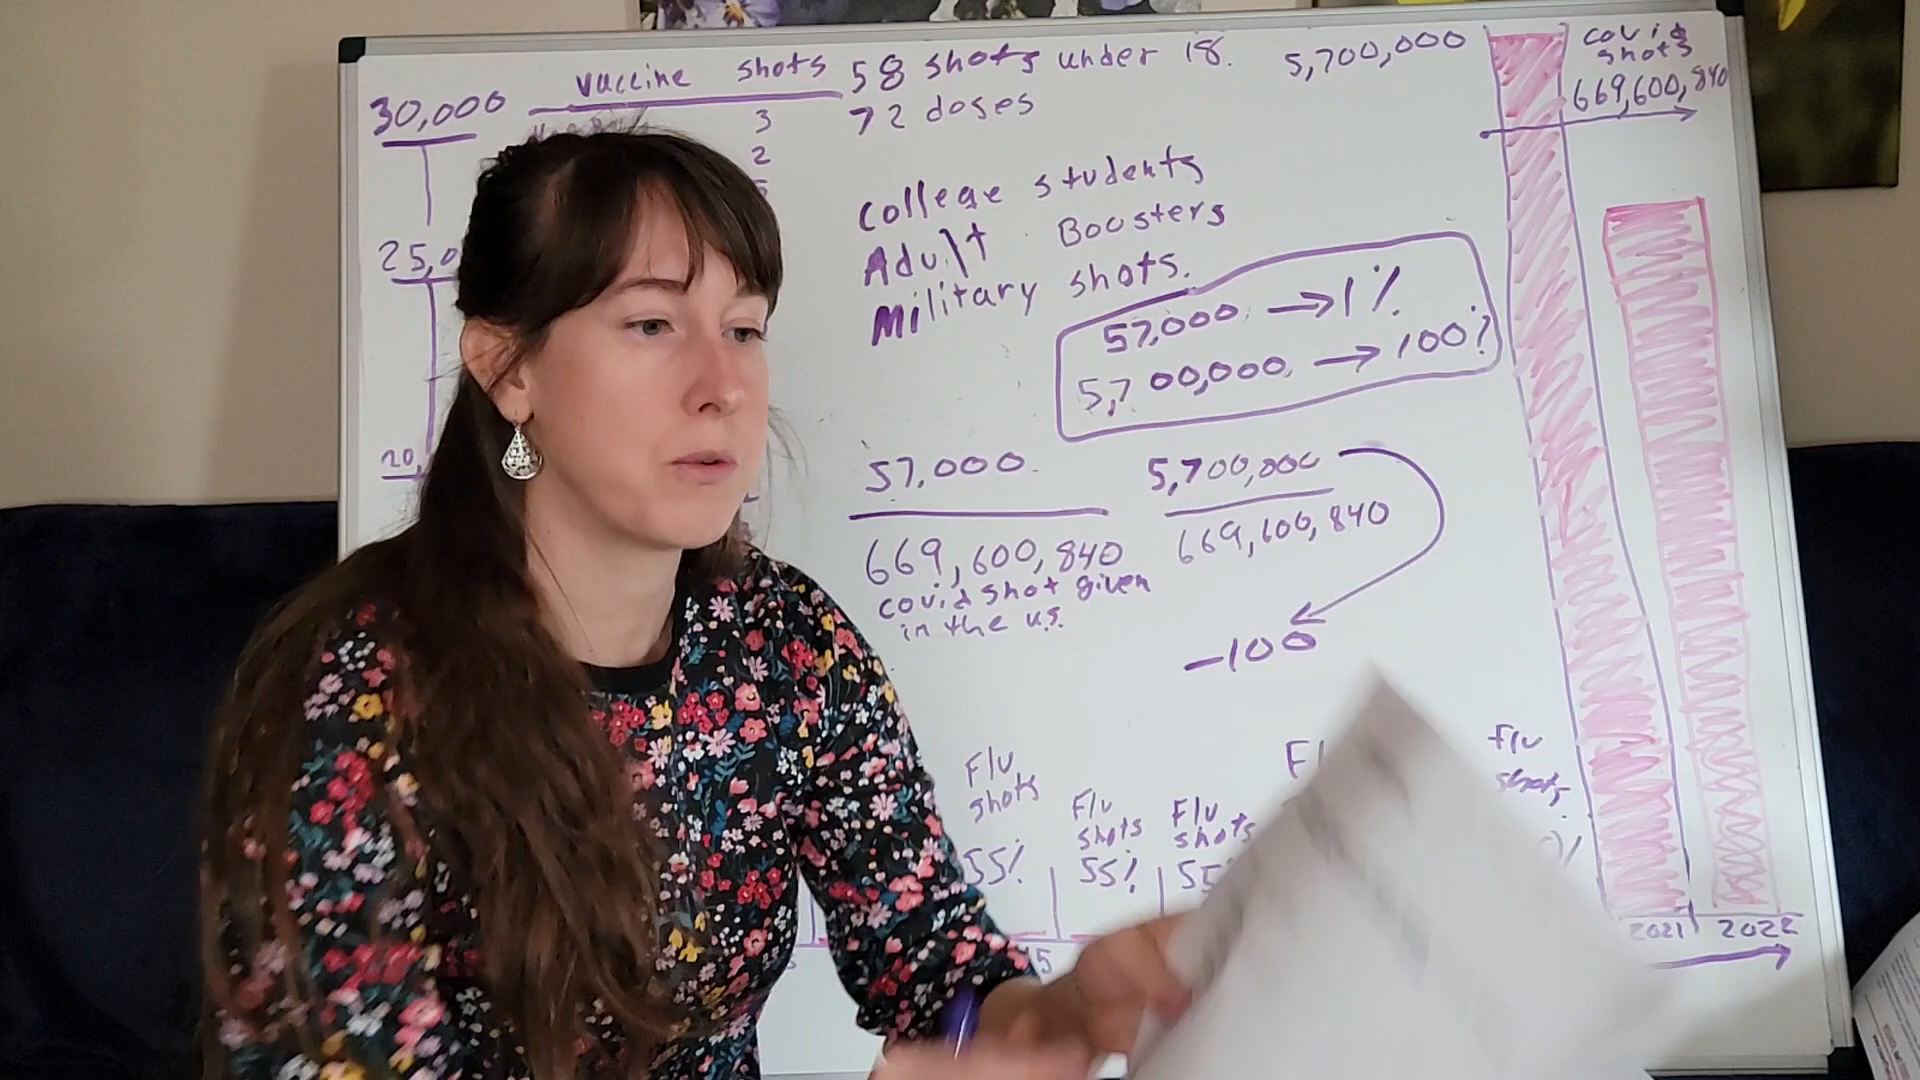 vaccine shots 58 shots under 18.
72 doses
30,000
3
2
25,0
20,
college students
Adult Boosters
Military shots.
57,000 → 1%
5,700,000 → 100%
57,000
669,600,840
covid shot given
in the u.s.
5,700,000
669,600,840
-100
5,700,000
covid
shots
669,600,840
Flu
shots
55%
Flu
shots
55%
Flu
shots
55
Fl
flu
shots
2021
2022